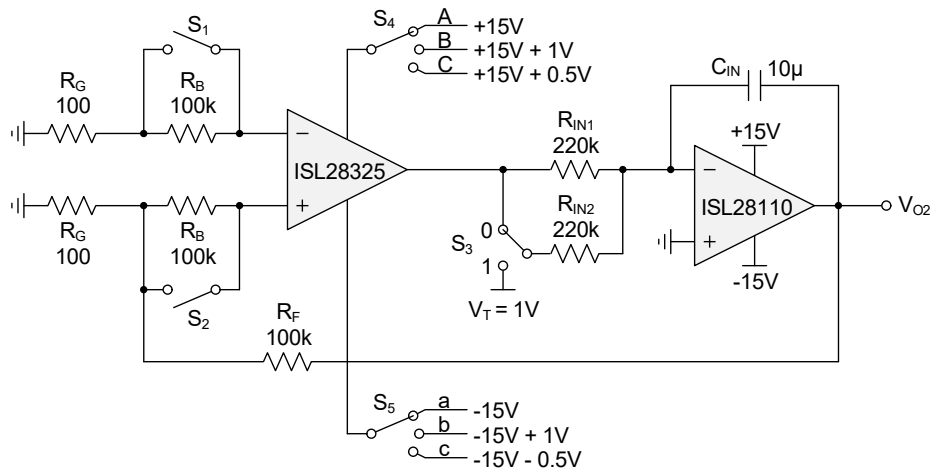 S1
S4
A
+15V
B
+15V + 1V
C
+15V + 0.5V
CIN
10μ
RG
100
RB
100k
−
ISL28325
+
RIN1
220k
+15V
−
ISL28110
+
-15V
VO2
RG
100
RB
100k
S2
S3
0
1
RIN2
220k
VT = 1V
RF
100k
S5
a
-15V
b
-15V + 1V
c
-15V - 0.5V